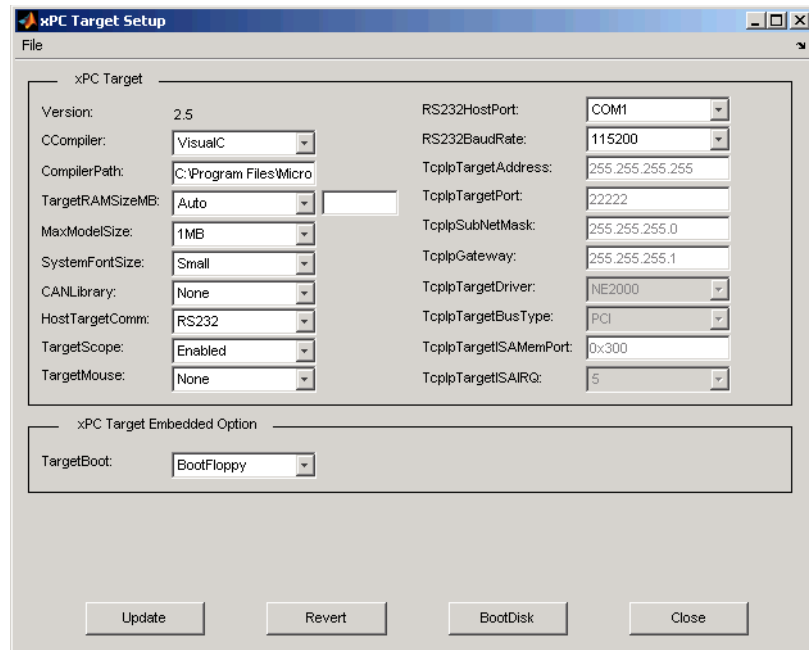 xPC Target Setup
File
xPC Target
Version: 2.5
CCompiler: VisualC
CompilerPath: C:\Program Files\Micro
TargetRAMSizeMB: Auto
MaxModelSize: 1MB
SystemFontSize: Small
CANLibrary: None
HostTargetComm: RS232
TargetScope: Enabled
TargetMouse: None
RS232HostPort: COM1
RS232BaudRate: 115200
TcpIpTargetAddress: 255.255.255.255
TcpIpTargetPort: 22222
TcpIpSubNetMask: 255.255.255.0
TcpIpGateway: 255.255.255.1
TcpIpTargetDriver: NE2000
TcpIpTargetBusType: PCI
TcpIpTargetISAMemPort: 0x300
TcpIpTargetISAIRQ: 5
xPC Target Embedded Option
TargetBoot: BootFloppy
Update Revert BootDisk Close